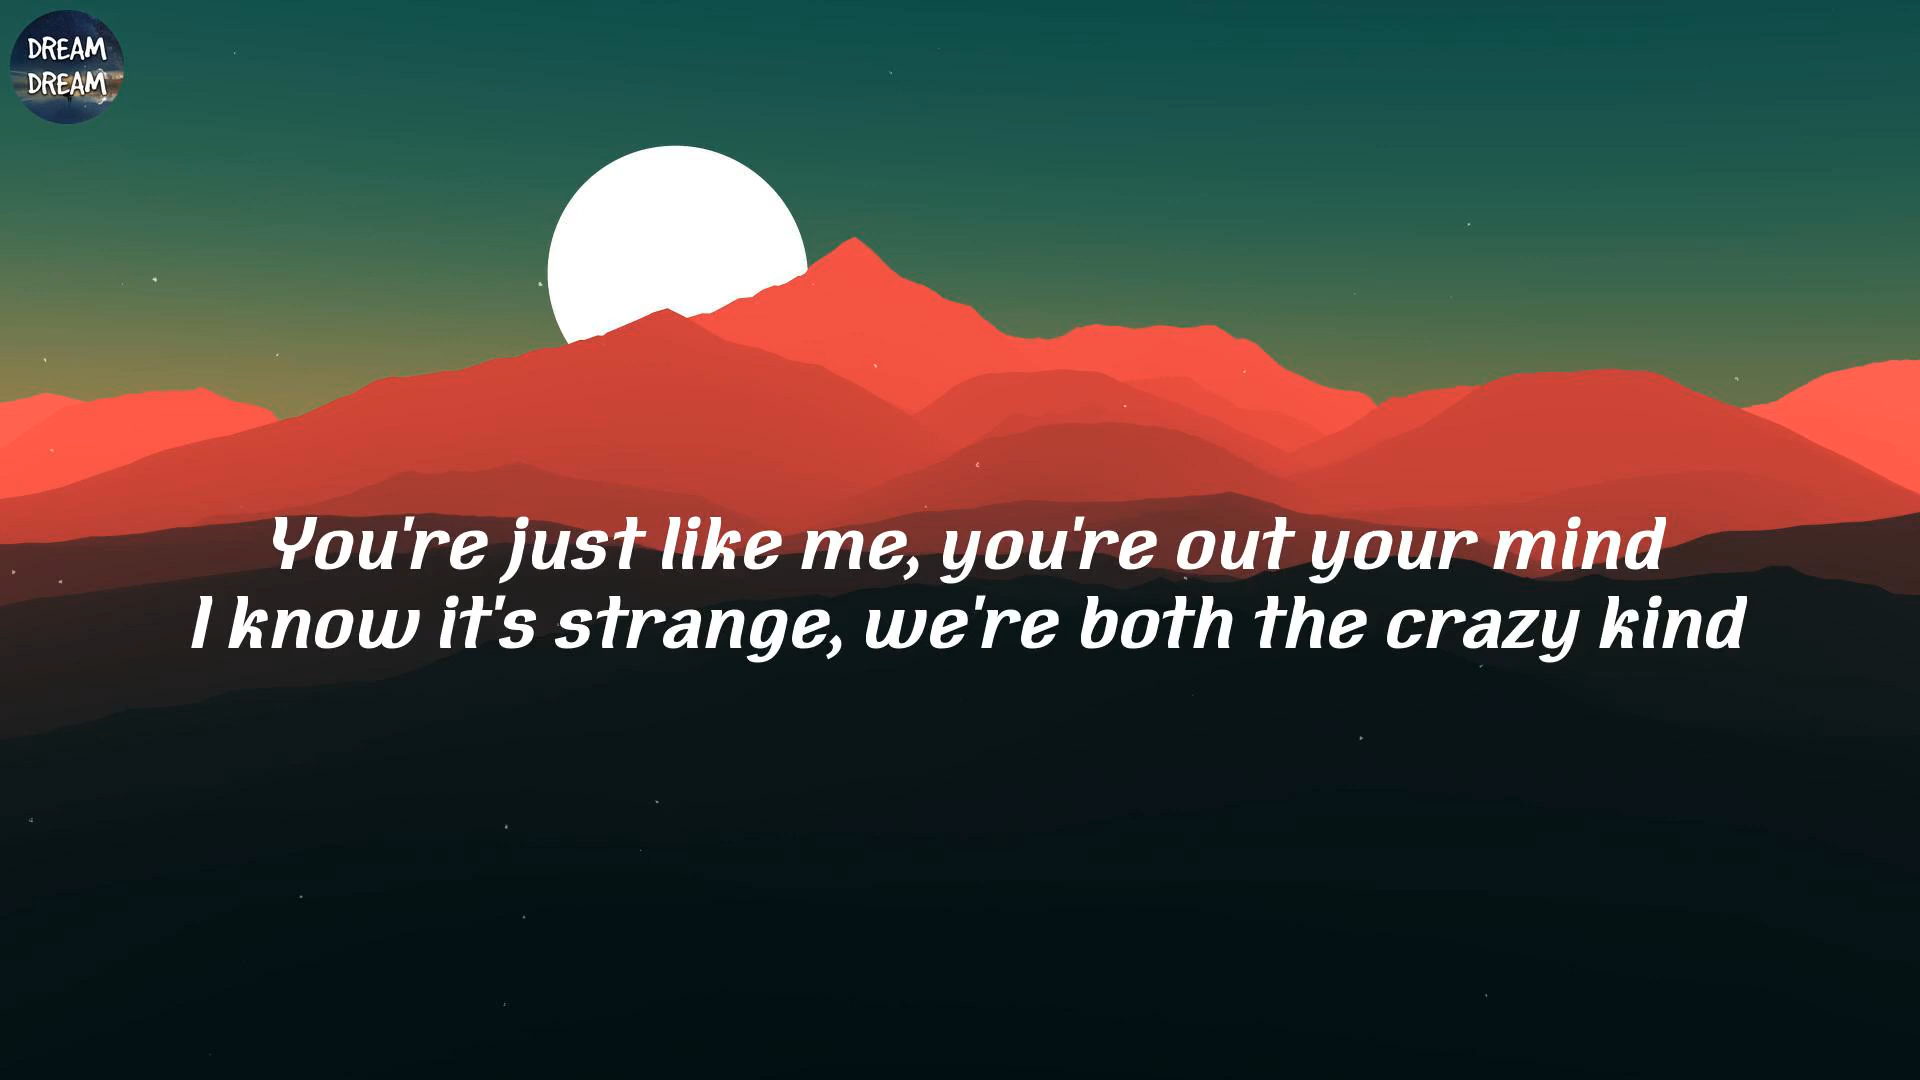 DREAM
DREAM
You're just like me, you're out your mind
I know it's strange, we're both the crazy kind